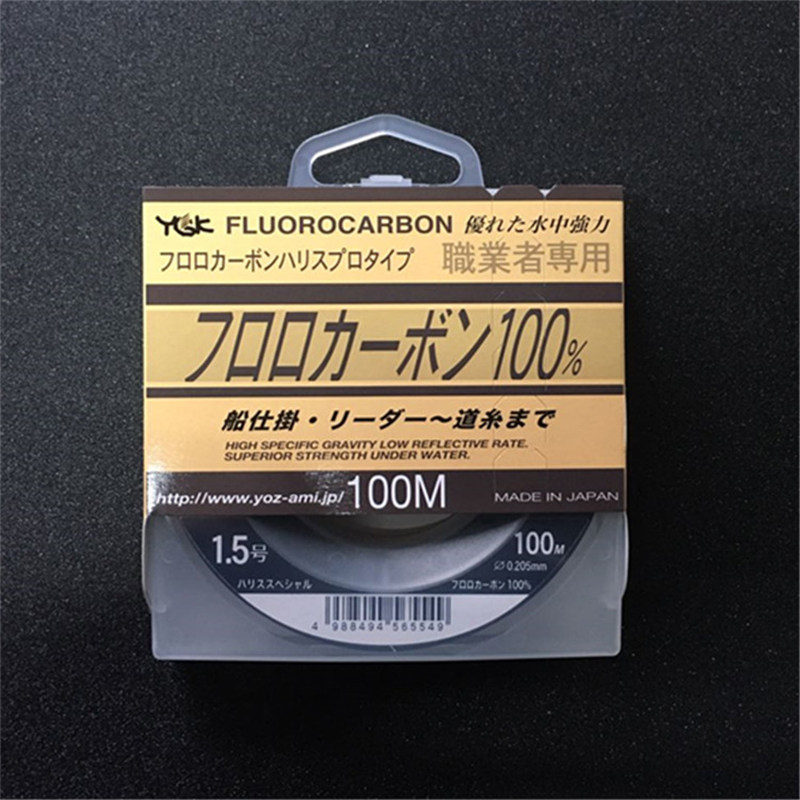 YGK FLUOROCARBON 優れた水中強力
フロロカーボンハリスプロタイプ 職業者専用
フロロカーボン100%
船仕掛・リーダー〜道糸まで
HIGH SPECIFIC GRAVITY LOW REFLECTIVE RATE.
SUPERIOR STRENGTH UNDER WATER.
http://www.yoz-ami.jp/ 100M MADE IN JAPAN
1.5号 100M
Ø0.205mm
ハリススペシャル フロロカーボン100%
4 988494 565549